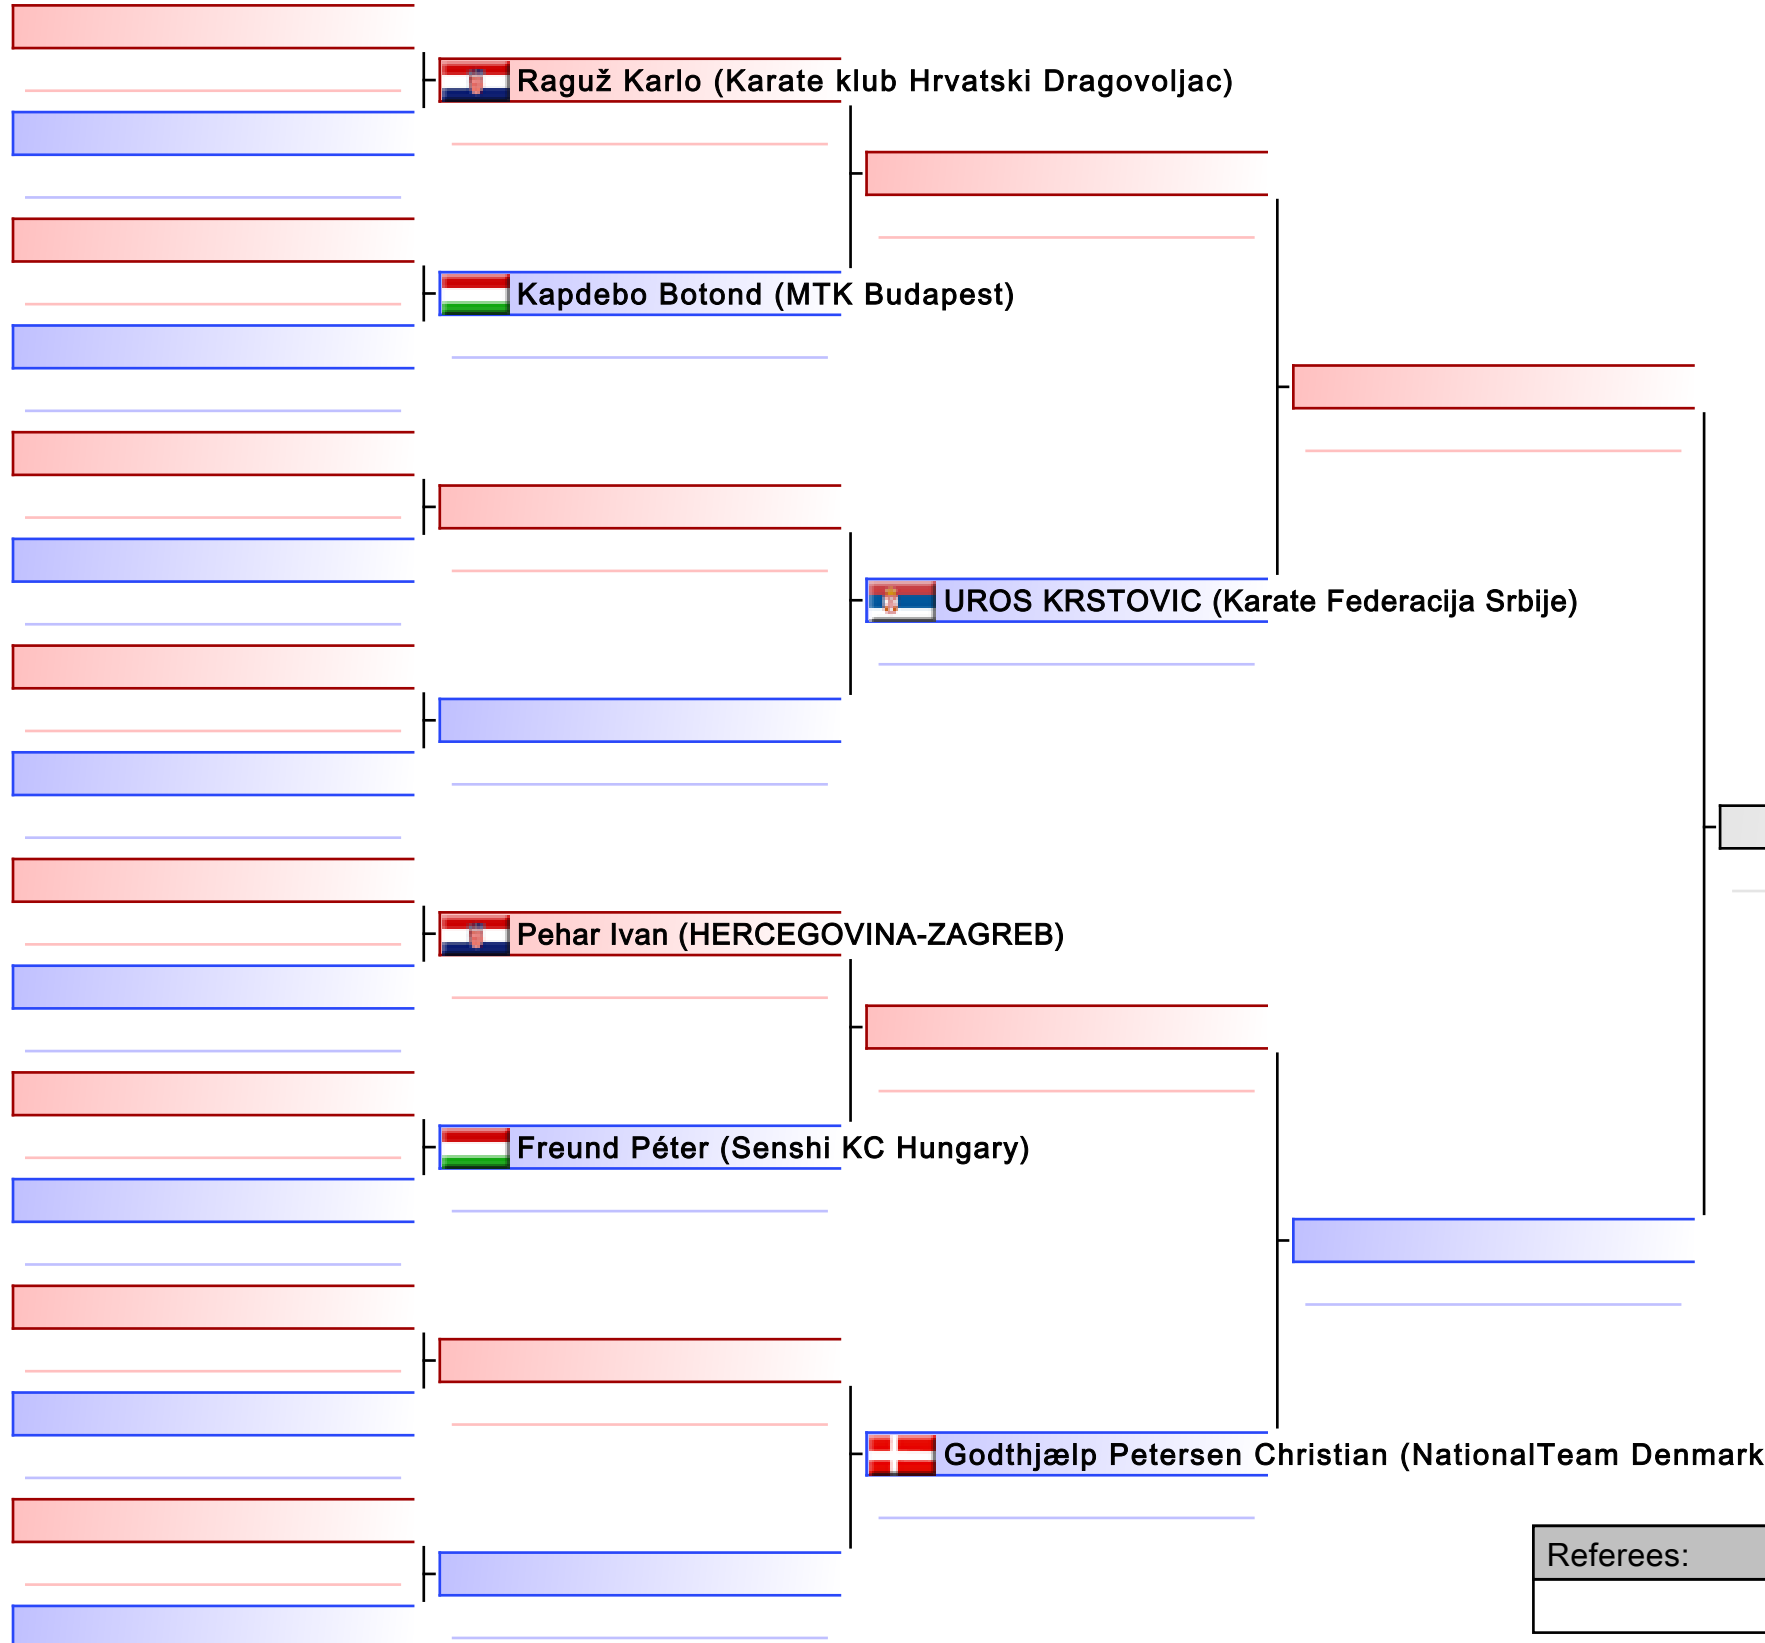 Raguž Karlo (Karate klub Hrvatski Dragovoljac)
Kapdebo Botond (MTK Budapest)
UROS KRSTOVIC (Karate Federacija Srbije)
Pehar Ivan (HERCEGOVINA-ZAGREB)
Freund Péter (Senshi KC Hungary)
Godthjælp Petersen Christian (NationalTeam Denmark
Referees: